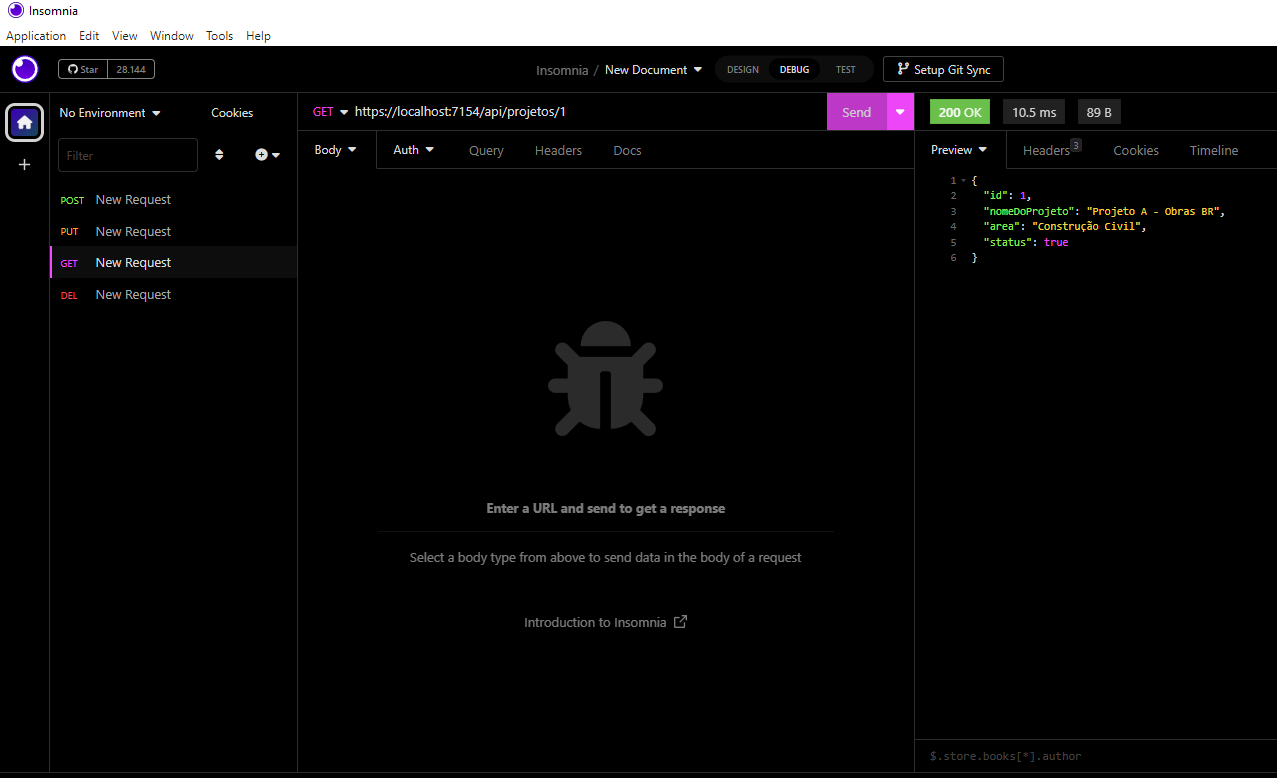 Insomnia
Application Edit View Window Tools Help
Star 28.144
Insomnia / New Document
DESIGN DEBUG TEST
Setup Git Sync
No Environment Cookies
GET https://localhost:7154/api/projetos/1 Send
200 OK 10.5 ms 89 B
Filter
Body Auth Query Headers Docs
Preview Headers 3 Cookies Timeline
POST New Request
PUT New Request
GET New Request
DEL New Request
1 {
2 "id": 1,
3 "nomeDoProjeto": "Projeto A - Obras BR",
4 "area": "Construção Civil",
5 "status": true
6 }
Enter a URL and send to get a response
Select a body type from above to send data in the body of a request
Introduction to Insomnia
$.store.books[*].author